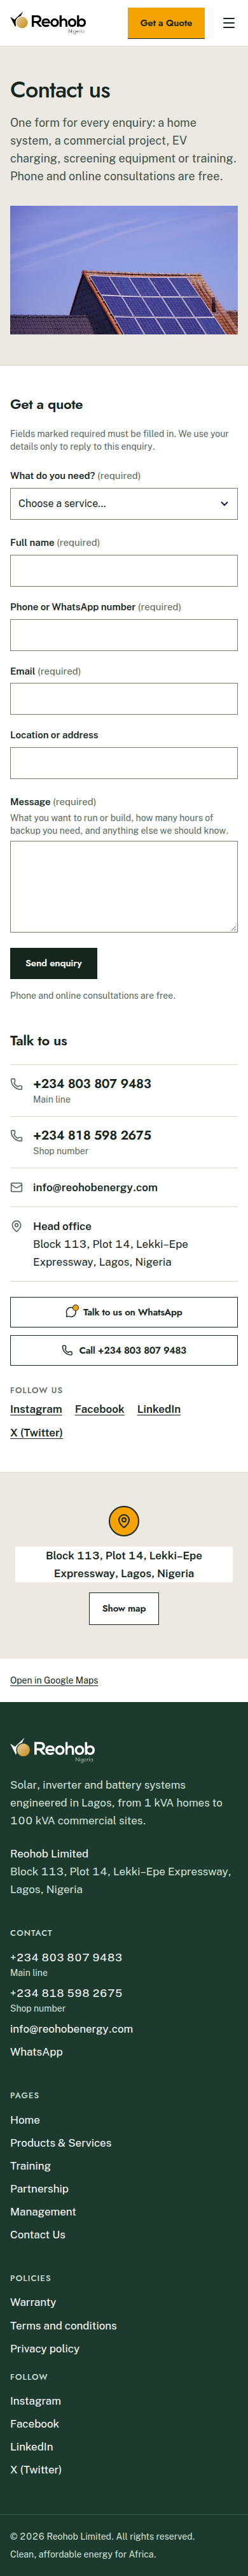 Reohob
Nigeria
Get a Quote
Contact us
One form for every enquiry: a home
system, a commercial project, EV
charging, screening equipment or training.
Phone and online consultations are free.
Get a quote
Fields marked required must be filled in. We use your
details only to reply to this enquiry.
What do you need? (required)
Choose a service...
Full name (required)
Phone or WhatsApp number (required)
Email (required)
Location or address
Message (required)
What you want to run or build, how many hours of
backup you need, and anything else we should know.
Send enquiry
Phone and online consultations are free.
Talk to us
+234 803 807 9483
Main line
+234 818 598 2675
Shop number
info@reohobenergy.com
Head office
Block 113, Plot 14, Lekki–Epe
Expressway, Lagos, Nigeria
Talk to us on WhatsApp
Call +234 803 807 9483
FOLLOW US
Instagram Facebook LinkedIn
X (Twitter)
Block 113, Plot 14, Lekki–Epe
Expressway, Lagos, Nigeria
Show map
Open in Google Maps
Reohob
Nigeria
Solar, inverter and battery systems
engineered in Lagos, from 1 kVA homes to
100 kVA commercial sites.
Reohob Limited
Block 113, Plot 14, Lekki–Epe Expressway,
Lagos, Nigeria
CONTACT
+234 803 807 9483
Main line
+234 818 598 2675
Shop number
info@reohobenergy.com
WhatsApp
PAGES
Home
Products & Services
Training
Partnership
Management
Contact Us
POLICIES
Warranty
Terms and conditions
Privacy policy
FOLLOW
Instagram
Facebook
LinkedIn
X (Twitter)
© 2026 Reohob Limited. All rights reserved.
Clean, affordable energy for Africa.